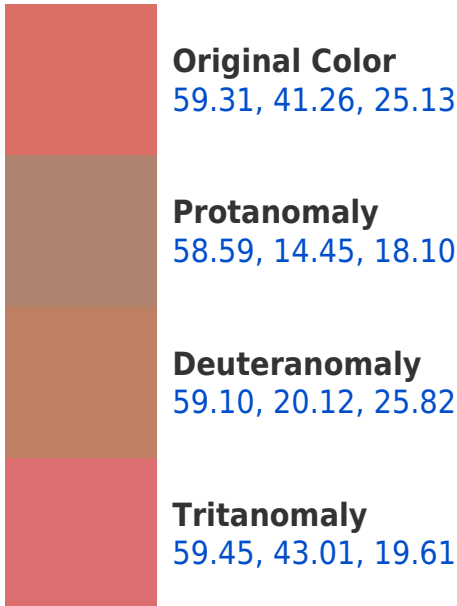 Original Color
59.31, 41.26, 25.13
Protanomaly
58.59, 14.45, 18.10
Deuteranomaly
59.10, 20.12, 25.82
Tritanomaly
59.45, 43.01, 19.61